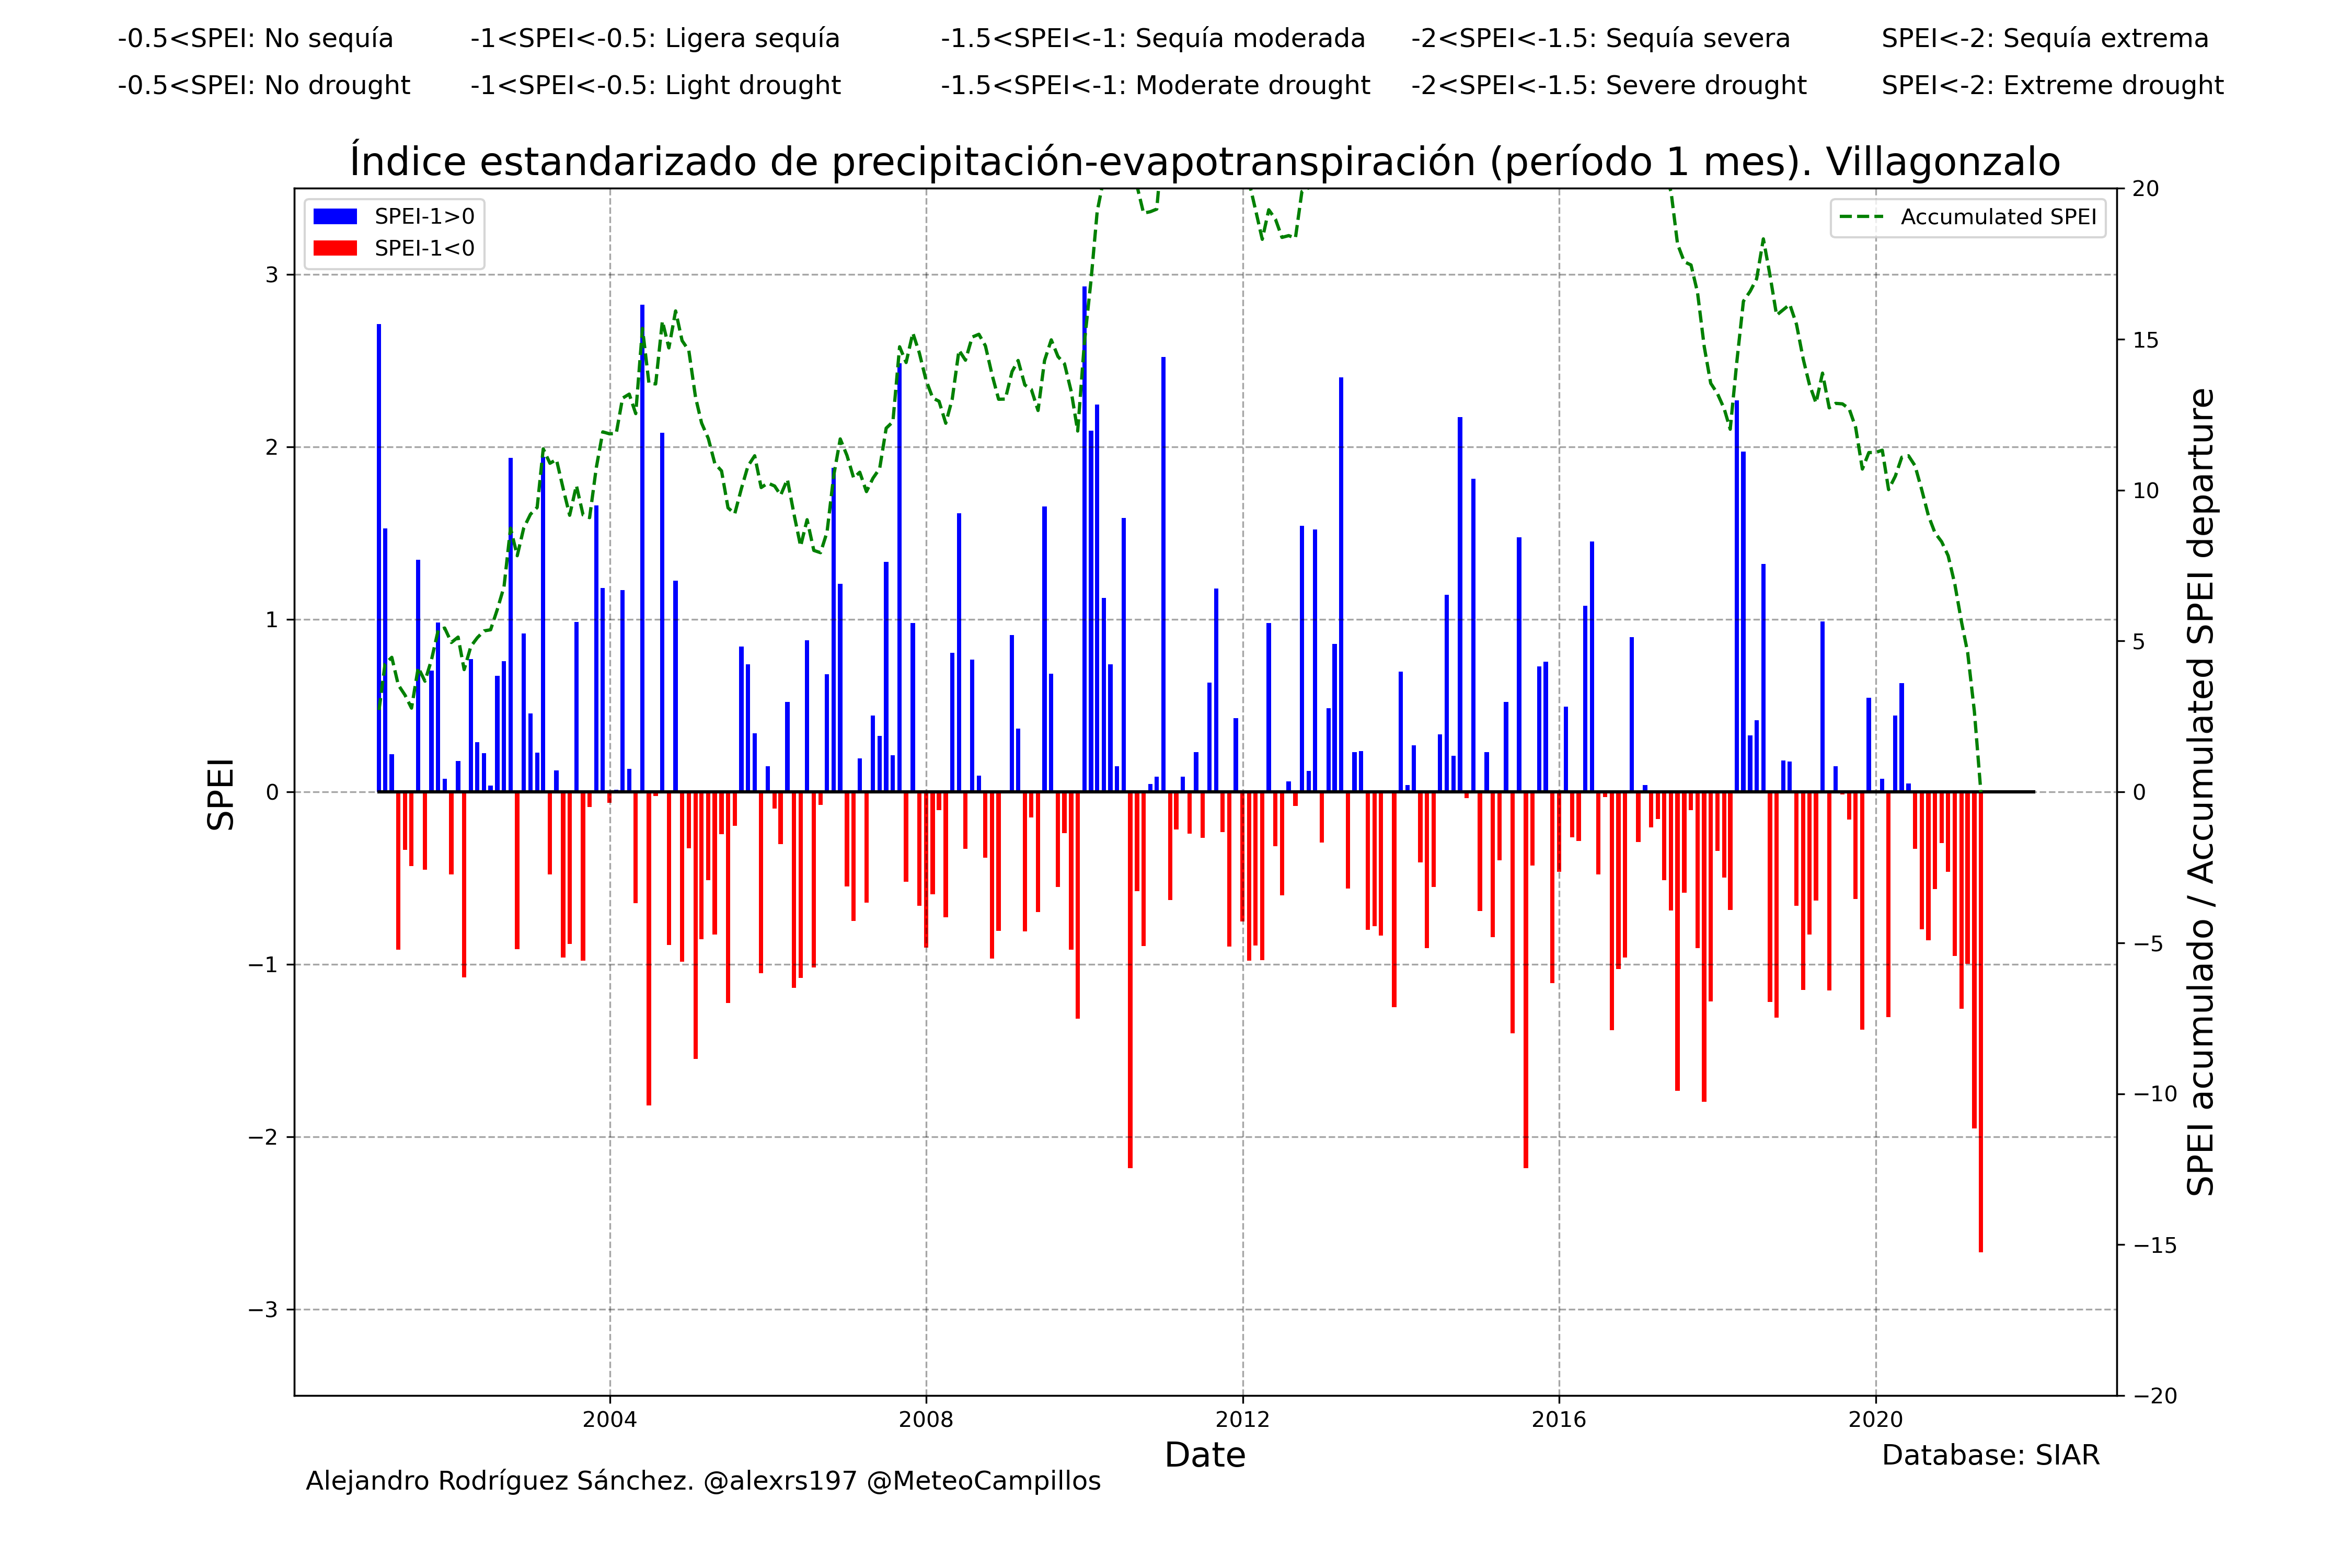 -0.5<SPEI: No sequía -1<SPEI<-0.5: Ligera sequía -1.5<SPEI<-1: Sequía moderada -2<SPEI<-1.5: Sequía severa SPEI<-2: Sequía extrema
-0.5<SPEI: No drought -1<SPEI<-0.5: Light drought -1.5<SPEI<-1: Moderate drought -2<SPEI<-1.5: Severe drought SPEI<-2: Extreme drought
Índice estandarizado de precipitación-evapotranspiración (período 1 mes). Villagonzalo
SPEI-1>0
SPEI-1<0
Accumulated SPEI
SPEI
3
2
1
0
−1
−2
−3
20
15
10
5
0
−5
−10
−15
−20
SPEI acumulado / Accumulated SPEI departure
2004 2008 2012 2016 2020
Date
Database: SIAR
Alejandro Rodríguez Sánchez. @alexrs197 @MeteoCampillos